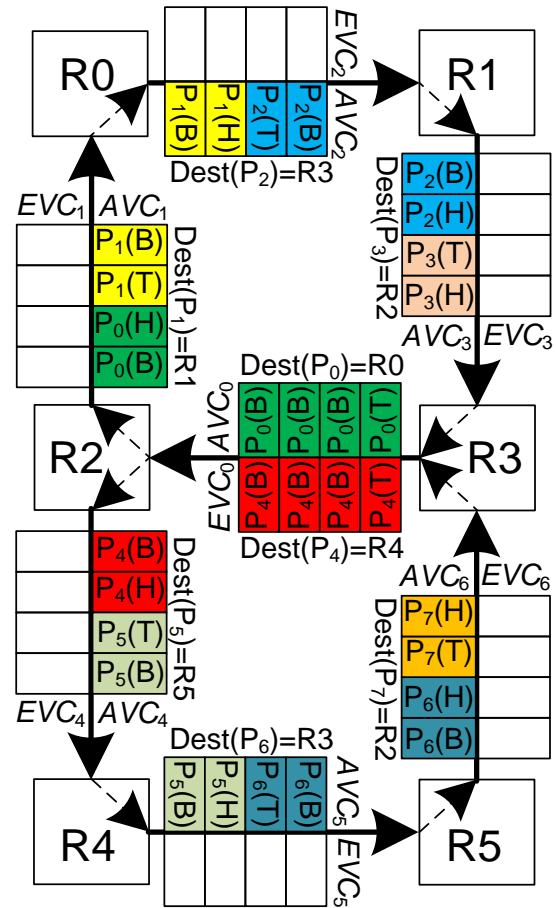 R0
EVC₂
AVC₂
P₁(B) P₁(H) P₂(T) P₂(B)
Dest(P₂)=R3
R1
EVC₁ AVC₁
P₁(B)
P₁(T)
P₀(H)
P₀(B)
Dest(P₁)=R1
P₂(B)
P₂(H)
P₃(T)
P₃(H)
Dest(P₃)=R2
AVC₃ EVC₃
Dest(P₀)=R0
AVC₀
P₀(B) P₀(B) P₀(B) P₀(T)
R2
R3
EVC₀
P₄(B) P₄(B) P₄(B) P₄(T)
Dest(P₄)=R4
P₄(B)
P₄(H)
P₅(T)
P₅(B)
Dest(P₅)=R5
EVC₄ AVC₄
AVC₆ EVC₆
P₇(H)
P₇(T)
P₆(H)
P₆(B)
Dest(P₇)=R2
Dest(P₆)=R3
R4
P₅(B) P₅(H) P₆(T) P₆(B)
AVC₅
EVC₅
R5